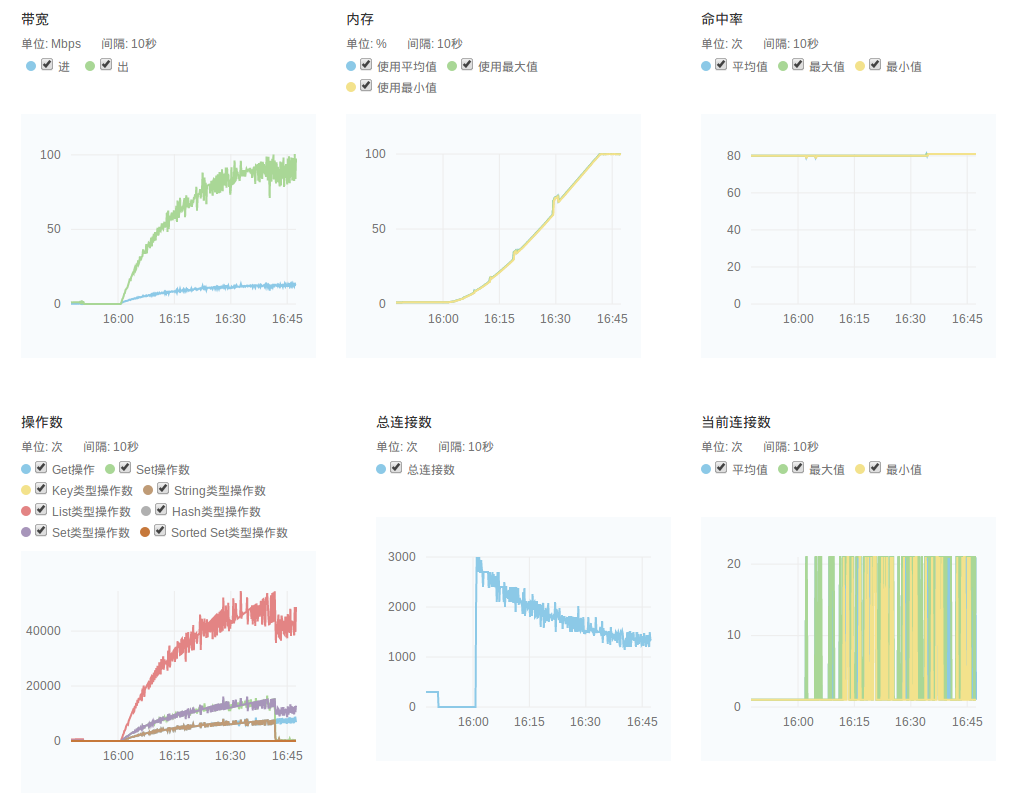 带宽
单位: Mbps 间隔: 10秒
进 出
100
50
0
16:00 16:15 16:30 16:45
内存
单位: % 间隔: 10秒
使用平均值 使用最大值
使用最小值
100
50
0
16:00 16:15 16:30 16:45
命中率
单位: 次 间隔: 10秒
平均值 最大值 最小值
80
60
40
20
0
16:00 16:15 16:30 16:45
操作数
单位: 次 间隔: 10秒
Get操作 Set操作数
Key类型操作数 String类型操作数
List类型操作数 Hash类型操作数
Set类型操作数 Sorted Set类型操作数
40000
20000
0
16:00 16:15 16:30 16:45
总连接数
单位: 次 间隔: 10秒
总连接数
3000
2000
1000
0
16:00 16:15 16:30 16:45
当前连接数
单位: 次 间隔: 10秒
平均值 最大值 最小值
20
10
0
16:00 16:15 16:30 16:45